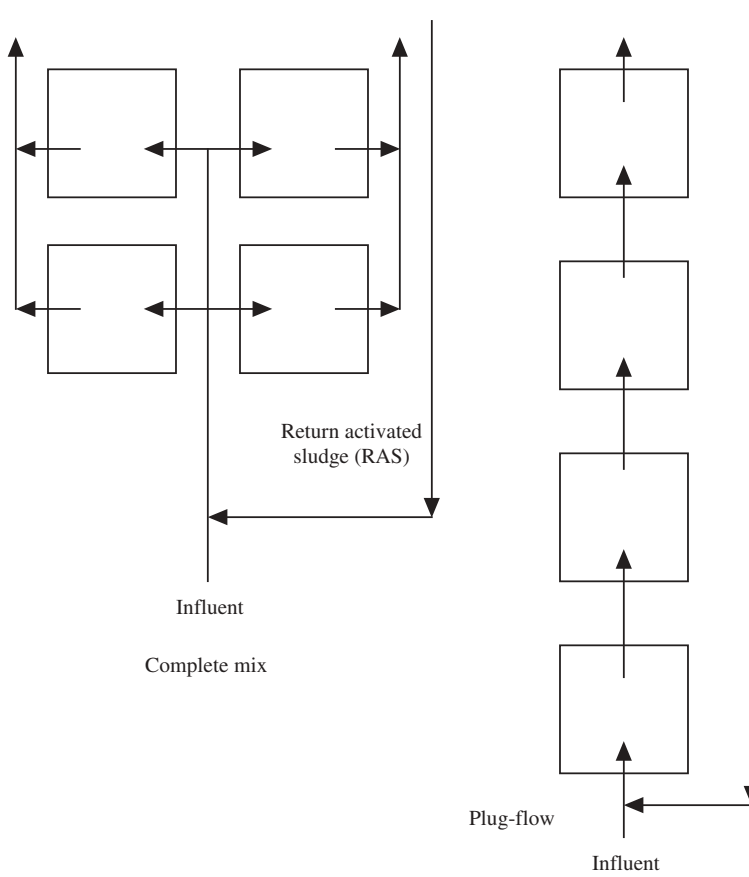 Return activated
sludge (RAS)
Influent
Complete mix
Plug-flow
Influent